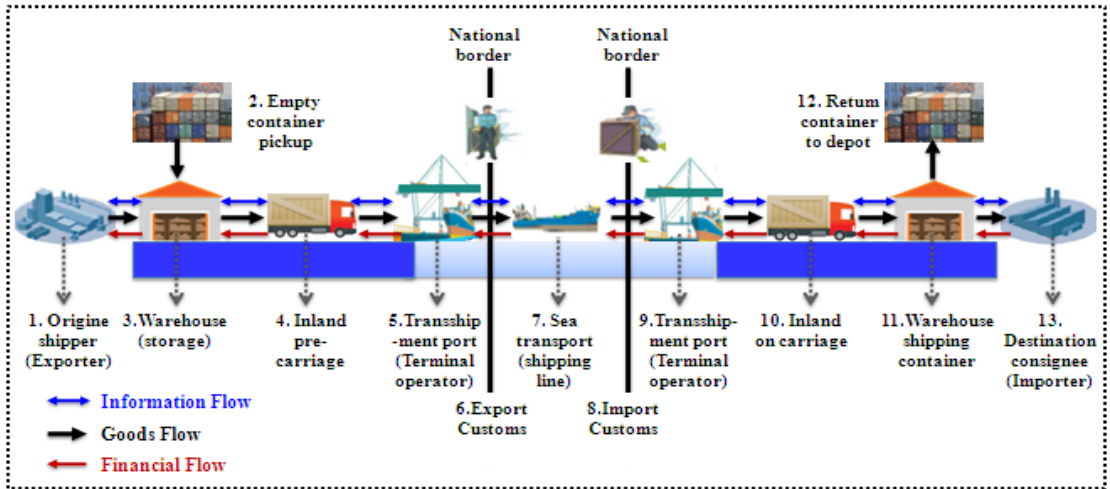 National
border
National
border
2. Empty
container
pickup
12. Return
container
to depot
1. Origine
shipper
(Exporter)
3.Warehouse
(storage)
4. Inland
pre-
carriage
5. Transship
-ment port
(Terminal
operator)
7. Sea
transport
(shipping
line)
9.Transship-
ment port
(Terminal
operator)
10. Inland
on carriage
11. Warehouse
shipping
container
13.
Destination
consignee
(Importer)
6.Export
Customs
8.Import
Customs
Information Flow
Goods Flow
Financial Flow